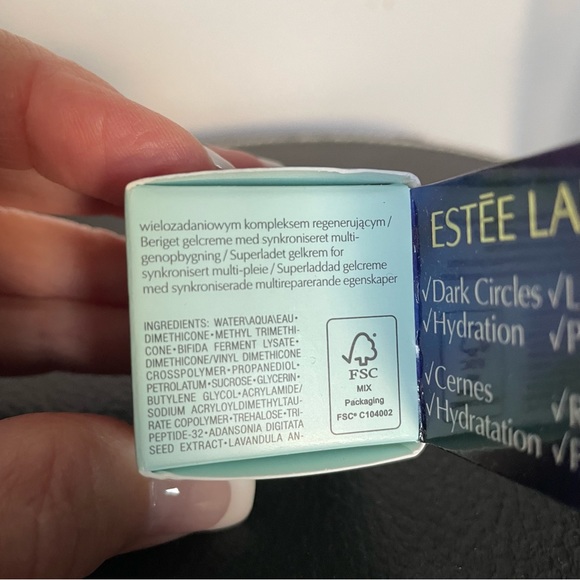 wielozadaniowym kompleksem regenerującym /
Beriget gelcreme med synkroniseret multi-
genopbygning / Superladet gelkrem for
synkronisert multi-pleie / Superladdad gelcreme
med synkroniserade multireparerande egenskaper
INGREDIENTS: WATER\AQUA\EAU•
DIMETHICONE•METHYL TRIMETHI-
CONE•BIFIDA FERMENT LYSATE•
DIMETHICONE/VINYL DIMETHICONE
CROSSPOLYMER•PROPANEDIOL•
PETROLATUM•SUCROSE•GLYCERIN•
BUTYLENE GLYCOL•ACRYLAMIDE/
SODIUM ACRYLOYLDIMETHYLTAU-
RATE COPOLYMER•TREHALOSE•TRI-
PEPTIDE-32•ADANSONIA DIGITATA
SEED EXTRACT•LAVANDULA AN-
FSC
MIX
Packaging
FSC® C104002
ESTÉE LA
√Dark Circles √L
√Hydration √F
√Cernes
√R
√Hydratation √F